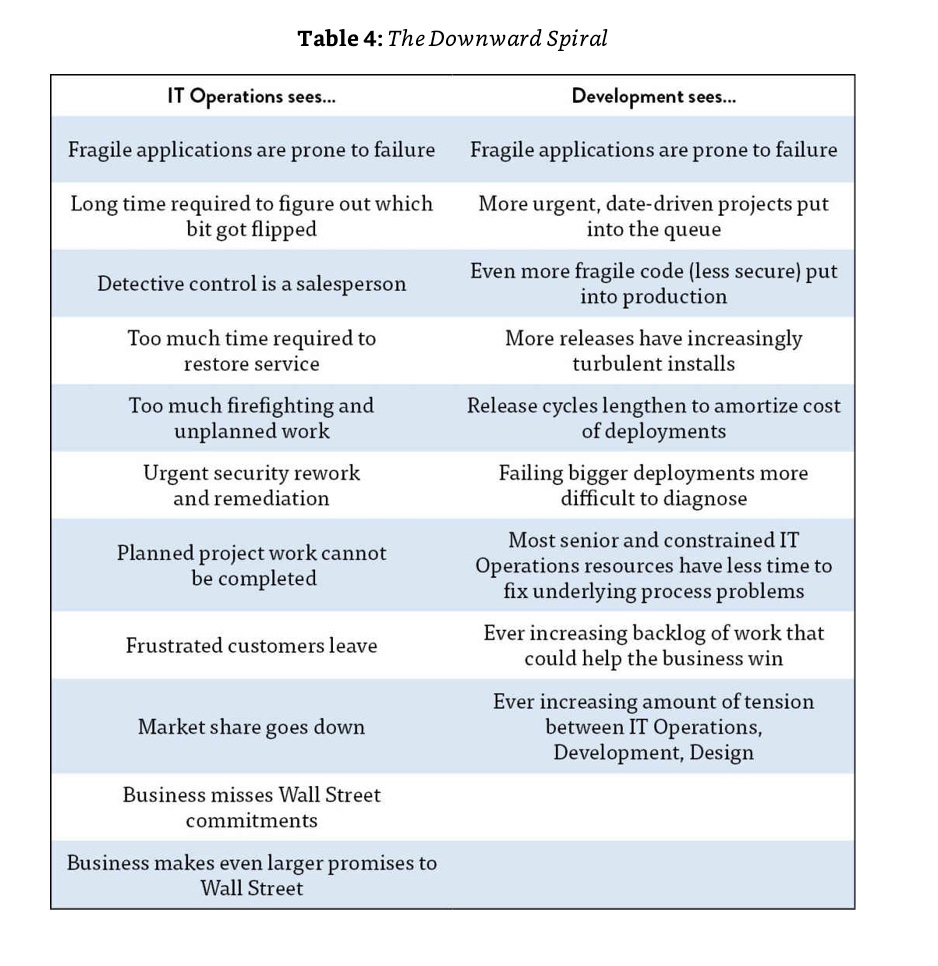 Table 4: The Downward Spiral
IT Operations sees...
Development sees...
Fragile applications are prone to failure
Fragile applications are prone to failure
Long time required to figure out which
bit got flipped
More urgent, date-driven projects put
into the queue
Detective control is a salesperson
Even more fragile code (less secure) put
into production
Too much time required to
restore service
More releases have increasingly
turbulent installs
Too much firefighting and
unplanned work
Release cycles lengthen to amortize cost
of deployments
Urgent security rework
and remediation
Failing bigger deployments more
difficult to diagnose
Planned project work cannot
be completed
Most senior and constrained IT
Operations resources have less time to
fix underlying process problems
Frustrated customers leave
Ever increasing backlog of work that
could help the business win
Market share goes down
Ever increasing amount of tension
between IT Operations,
Development, Design
Business misses Wall Street
commitments
Business makes even larger promises to
Wall Street